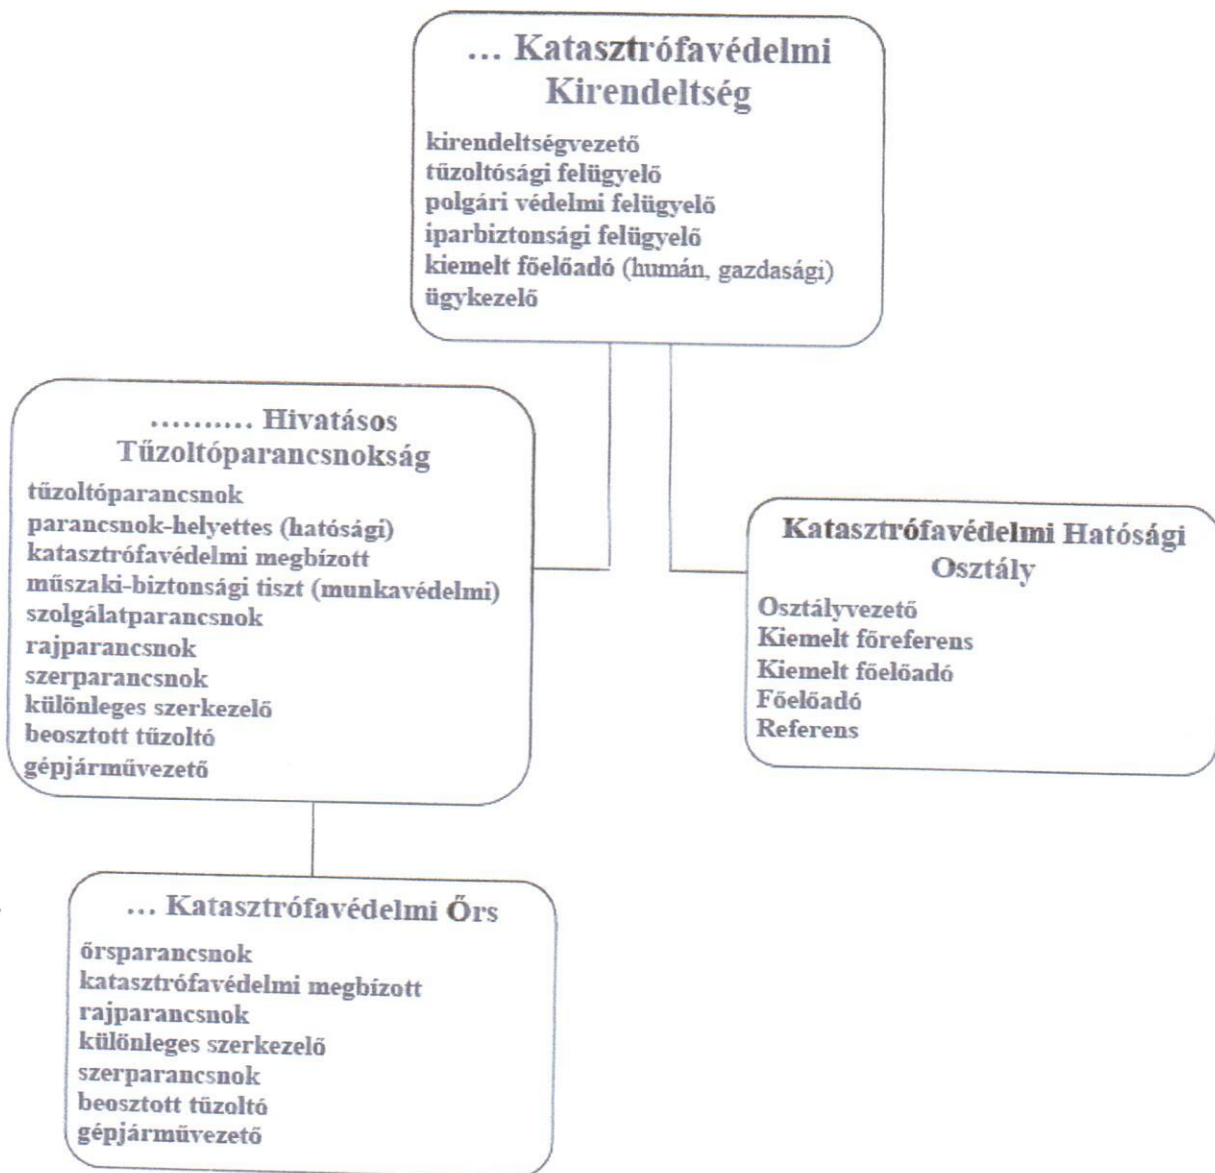 ... Katasztrófavédelmi
Kirendeltség
kirendeltségvezető
tűzoltósági felügyelő
polgári védelmi felügyelő
iparbiztonsági felügyelő
kiemelt főelőadó (humán, gazdasági)
ügykezelő
.......... Hivatásos
Tűzoltóparancsnokság
tűzoltóparancsnok
parancsnok-helyettes (hatósági)
katasztrófavédelmi megbízott
műszaki-biztonsági tiszt (munkavédelmi)
szolgálatparancsnok
rajparancsnok
szerparancsnok
különleges szerkezelő
beosztott tűzoltó
gépjárművezető
Katasztrófavédelmi Hatósági
Osztály
Osztályvezető
Kiemelt főreferens
Kiemelt főelőadó
Főelőadó
Referens
... Katasztrófavédelmi Őrs
őrsparancsnok
katasztrófavédelmi megbízott
rajparancsnok
különleges szerkezelő
szerparancsnok
beosztott tűzoltó
gépjárművezető